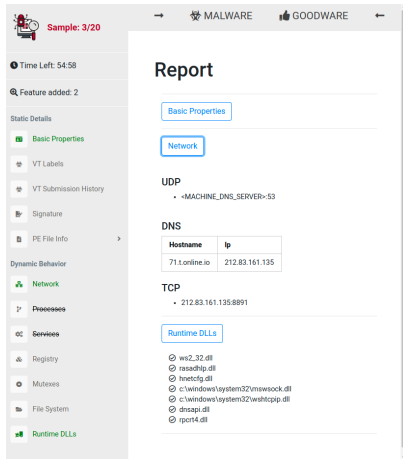 Sample: 3/20
Time Left: 54:58
Feature added: 2
Static Details
Basic Properties
VT Labels
VT Submission History
Signature
PE File Info
Dynamic Behavior
Network
Processes
Services
Registry
Mutexes
File System
Runtime DLLs
MALWARE
GOODWARE
Report
Basic Properties
Network
UDP
<MACHINE_DNS_SERVER>:53
DNS
Hostname Ip
71.t.online.io 212.83.161.135
TCP
212.83.161.135:8891
Runtime DLLs
ws2_32.dll
rasadhlp.dll
hnetcfg.dll
c:\windows\system32\mswsock.dll
c:\windows\system32\wshtcpip.dll
dnsapi.dll
rpcrt4.dll